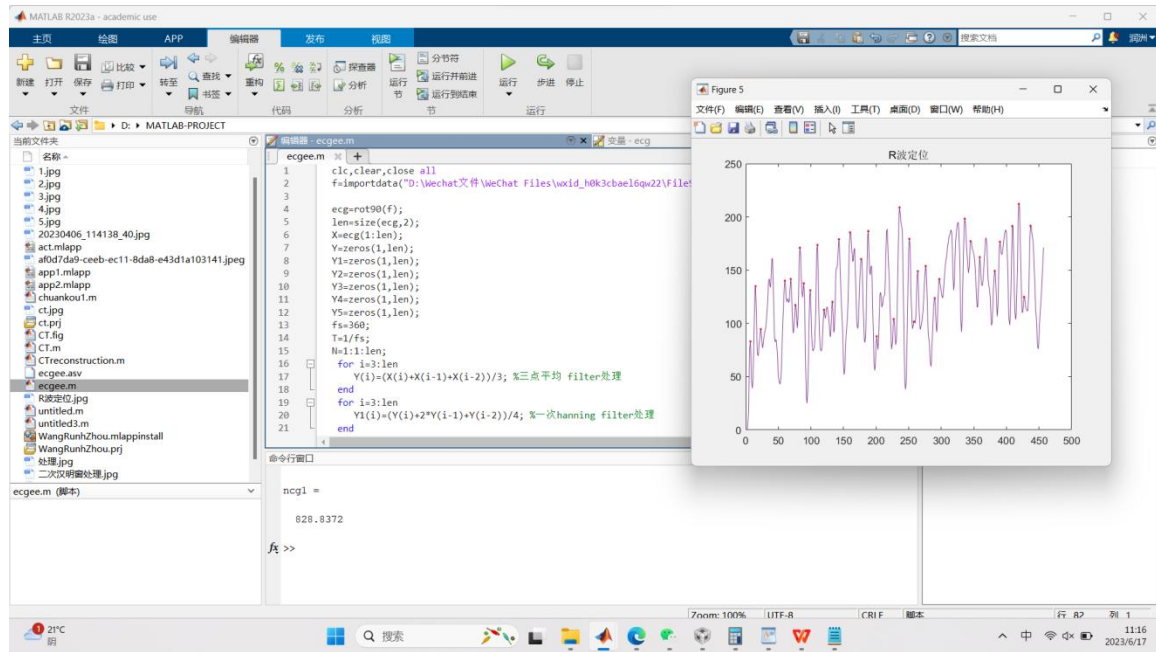 MATLAB R2023a - academic use
主页 绘图 APP 编辑器 发布 视图
搜索文档
润洲
新建 打开 保存 比较 打印
转至 查找 书签
重构
探查器 分析
运行节 分节符 运行并前进 运行到结束
运行 步进 停止
文件 导航 代码 分析 节 运行
D: MATLAB-PROJECT
当前文件夹
名称
1.jpg
2.jpg
3.jpg
4.jpg
5.jpg
20230406_114138_40.jpg
act.mlapp
af0d7da9-ceeb-ec11-8da8-e43d1a103141.jpeg
app1.mlapp
app2.mlapp
chuankou1.m
ct.jpg
ct.prj
CT.fig
CT.m
CTreconstruction.m
ecgee.asv
ecgee.m
R波定位.jpg
untitled.m
untitled3.m
WangRunhZhou.mlappinstall
WangRunhZhou.prj
处理.jpg
二次汉明窗处理.jpg
ecgee.m (脚本)
编辑器 - ecgee.m
变量 - ecg
ecgee.m
1 clc,clear,close all
2 f=importdata("D:\Wechat文件\WeChat Files\wxid_h0k3cbael6qw22\File
3
4 ecg=rot90(f);
5 len=size(ecg,2);
6 X=ecg(1:len);
7 Y=zeros(1,len);
8 Y1=zeros(1,len);
9 Y2=zeros(1,len);
10 Y3=zeros(1,len);
11 Y4=zeros(1,len);
12 Y5=zeros(1,len);
13 fs=360;
14 T=1/fs;
15 N=1:1:len;
16 for i=3:len
17 Y(i)=(X(i)+X(i-1)+X(i-2))/3; %三点平均 filter处理
18 end
19 for i=3:len
20 Y1(i)=(Y(i)+2*Y(i-1)+Y(i-2))/4; %一次hanning filter处理
21 end
命令行窗口
ncgl =
828.8372
fx >>
Figure 5
文件(F) 编辑(E) 查看(V) 插入(I) 工具(T) 桌面(D) 窗口(W) 帮助(H)
R波定位
250
200
150
100
50
0
0 50 100 150 200 250 300 350 400 450 500
Zoom: 100% UTF-8 CRLF 脚本 行 82 列 1
1
21°C
阴
搜索
中
11:16
2023/6/17